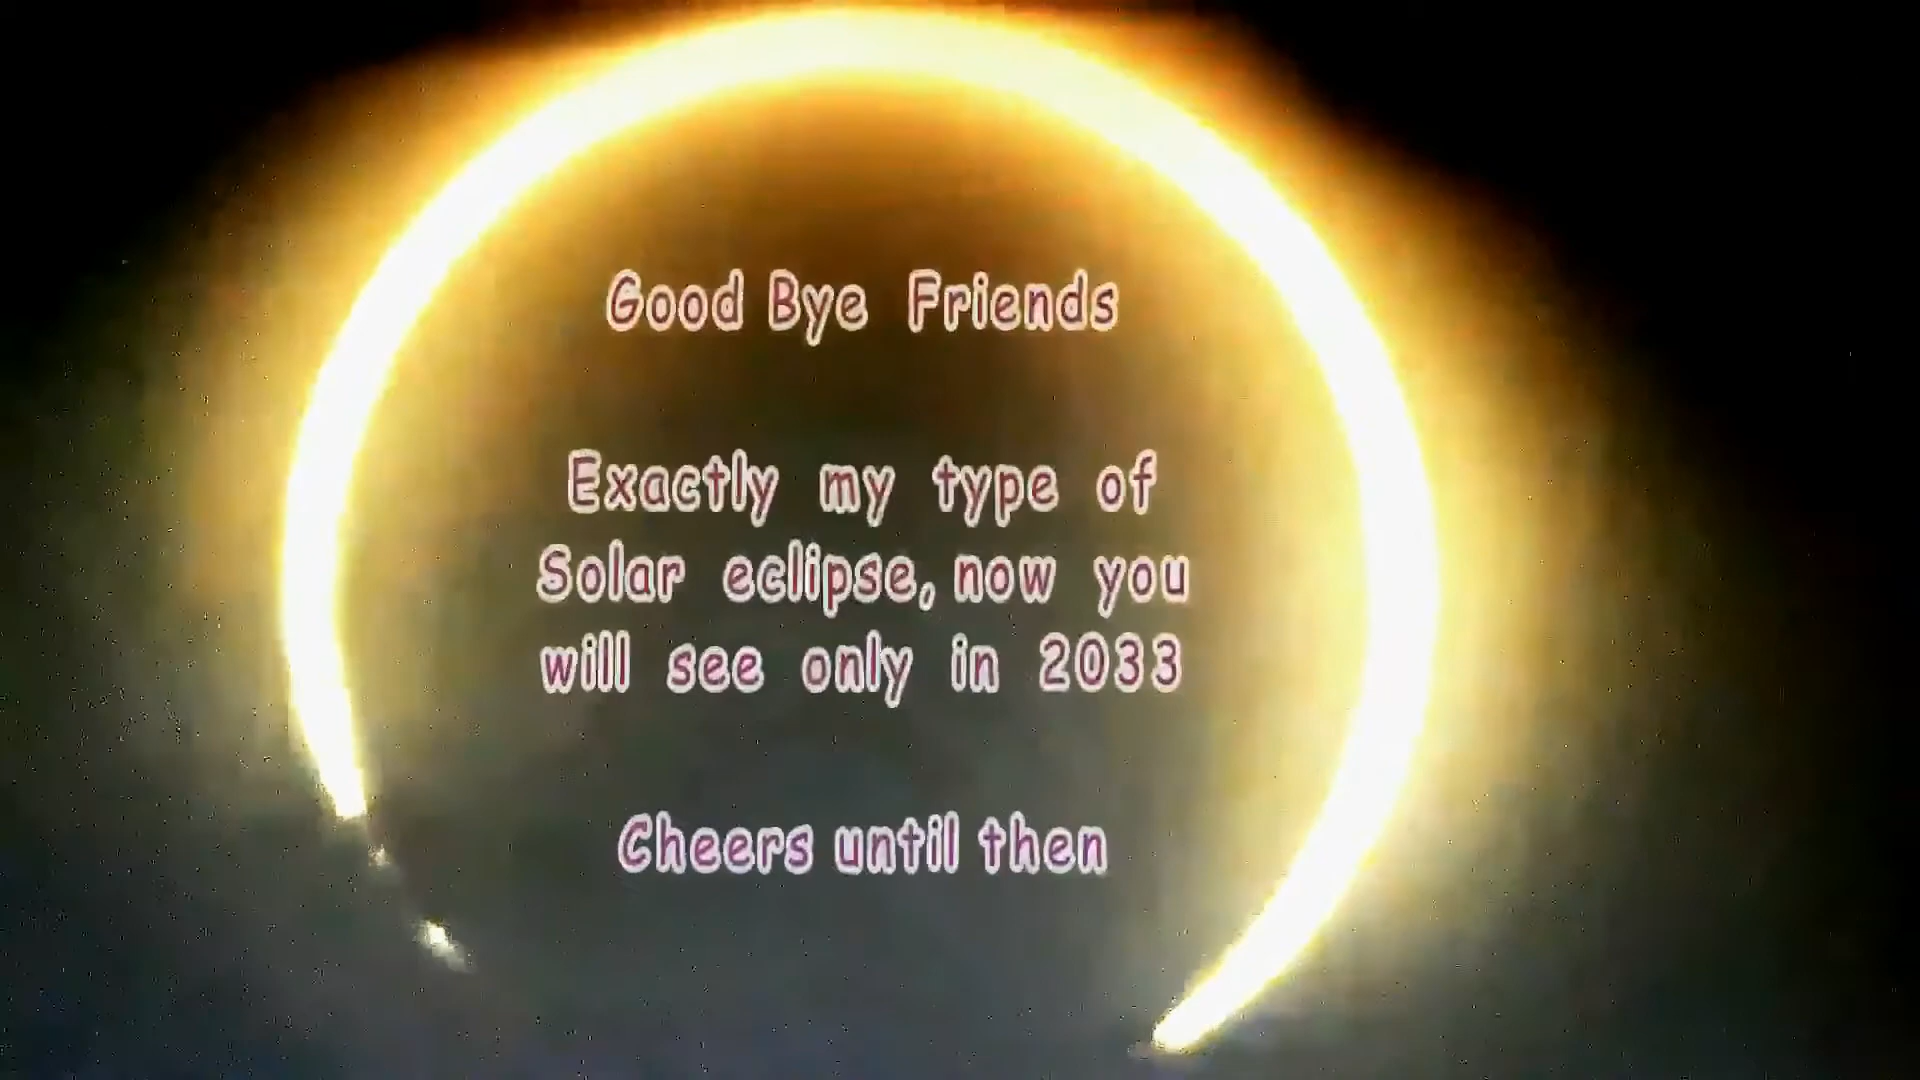 Good Bye Friends
Exactly my type of
Solar eclipse, now you
will see only in 2033
Cheers until then